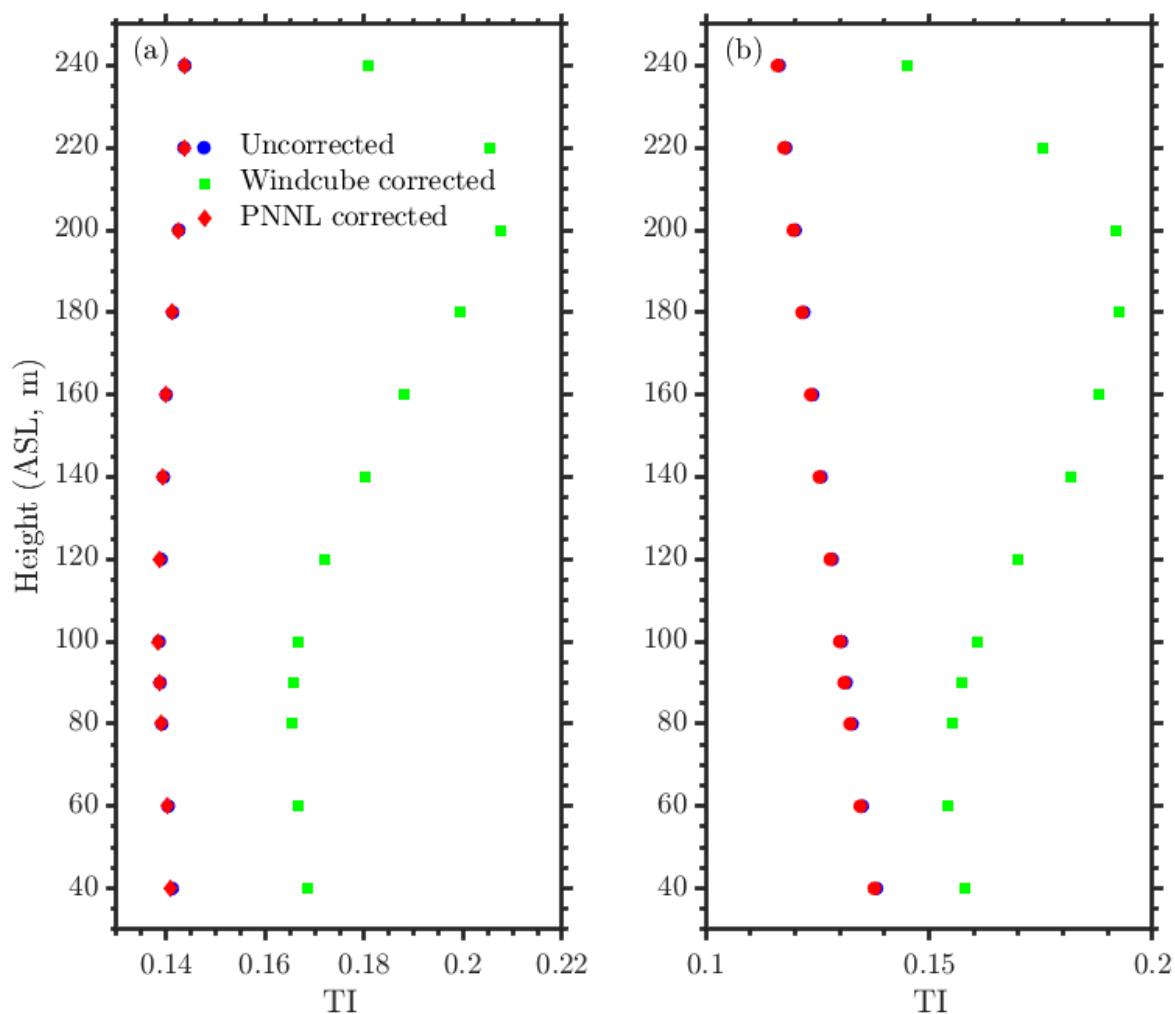 (a)
240
220
200
180
160
140
120
100
80
60
40
Uncorrected
Windcube corrected
PNNL corrected
Height (ASL, m)
0.14 0.16 0.18 0.2 0.22
TI
(b)
240
220
200
180
160
140
120
100
80
60
40
0.1 0.15 0.2
TI